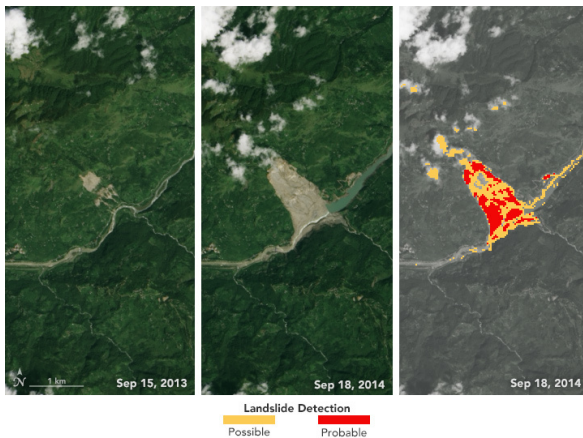 N
1 km
Sep 15, 2013
Sep 18, 2014
Sep 18, 2014
Landslide Detection
Possible
Probable